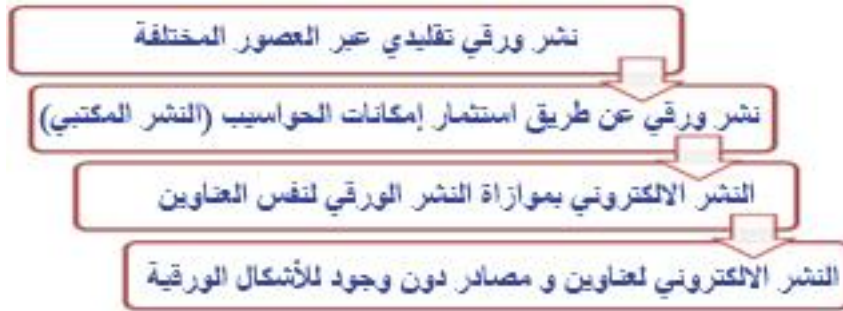 نشر ورقي تقليدي عبر العصور المختلفة
نشر ورقي عن طريق استثمار إمكانات الحواسيب (النشر المكتبي)
النشر الالكتروني بموازاة النشر الورقي لنفس العناوين
النشر الالكتروني لعناوين و مصادر دون وجود للأشكال الورقية